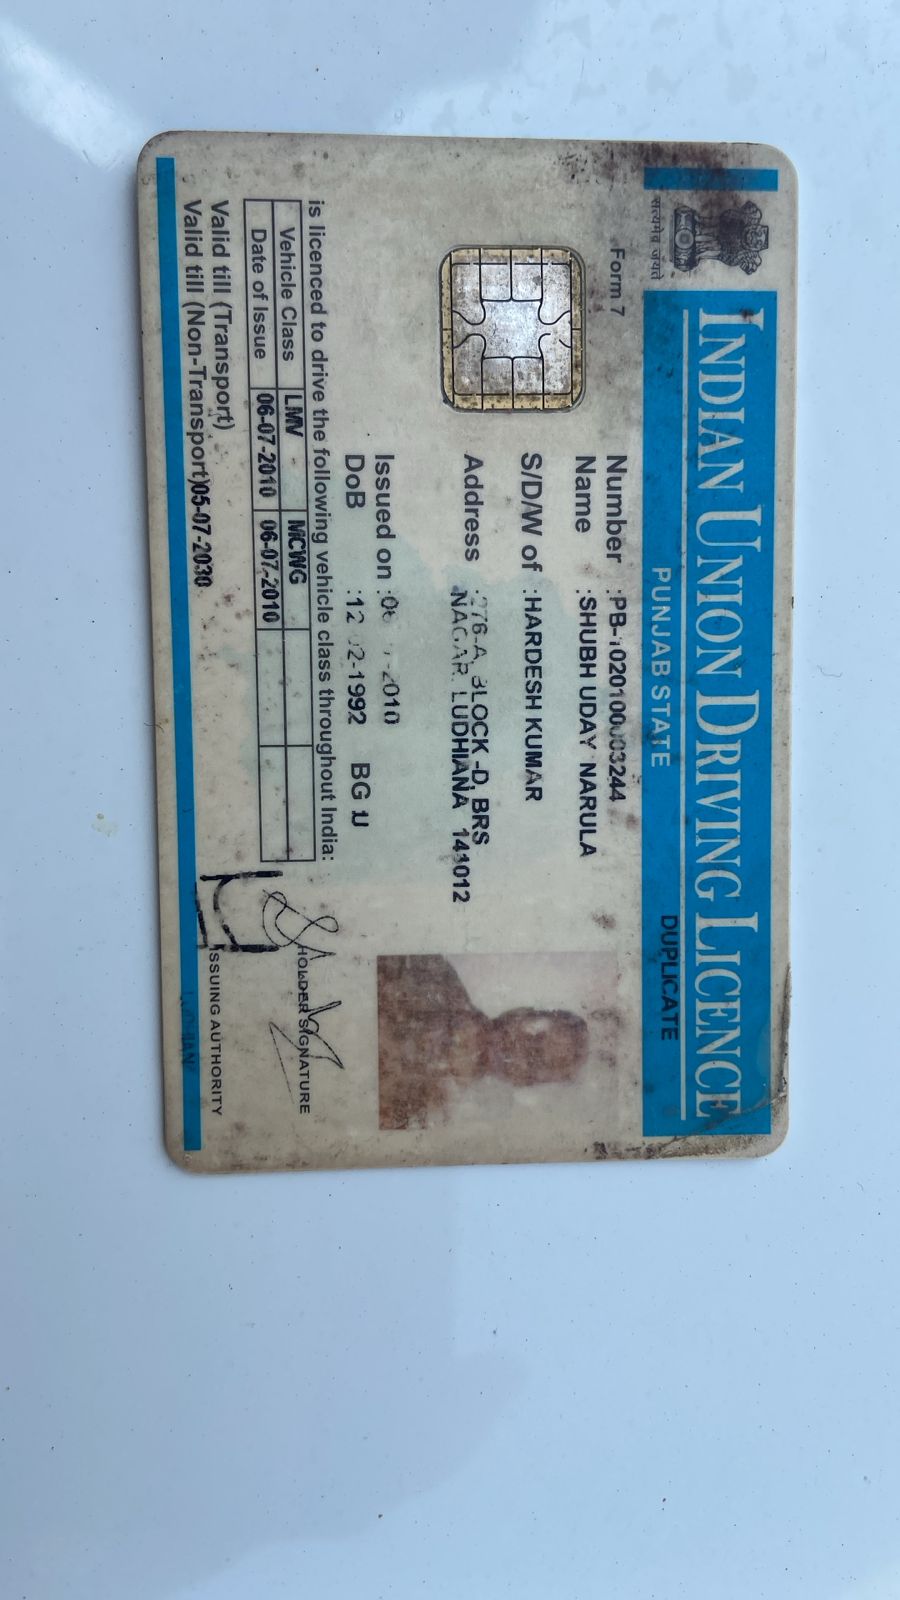 INDIAN UNION DRIVING LICENCE
सत्यमेव जयते
PUNJAB STATE
DUPLICATE
Form 7
Number
Name :SHUBH UDAY NARULA
S/D/W of :HARDESH KUMAR
Address BLOCK -D, BRS
NAGAR, LUDHIANA 141012
Issued on
DoB BG :U
is licenced to drive the following vehicle class throughout India:
Vehicle Class LMV MCWG
Date of Issue 06-07-2010 06-07-2010
HOLDER SIGNATURE
Valid till (Transport)
Valid till (Non-Transport)05-07-2030
ISSUING AUTHORITY